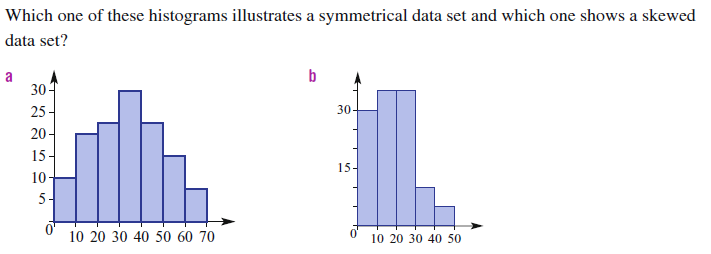 Which one of these histograms illustrates a symmetrical data set and which one shows a skewed
data set?
a
30
25
20
15
10
5
0
10 20 30 40 50 60 70
b
30
15
0
10 20 30 40 50